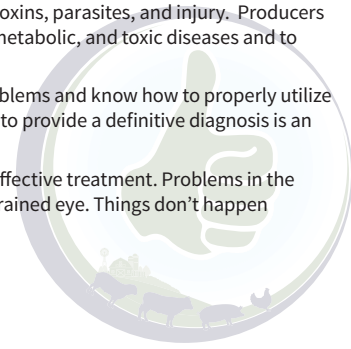 oxins, parasites, and injury. Producers
metabolic, and toxic diseases and to
blems and know how to properly utilize
to provide a definitive diagnosis is an
ffective treatment. Problems in the
rained eye. Things don't happen